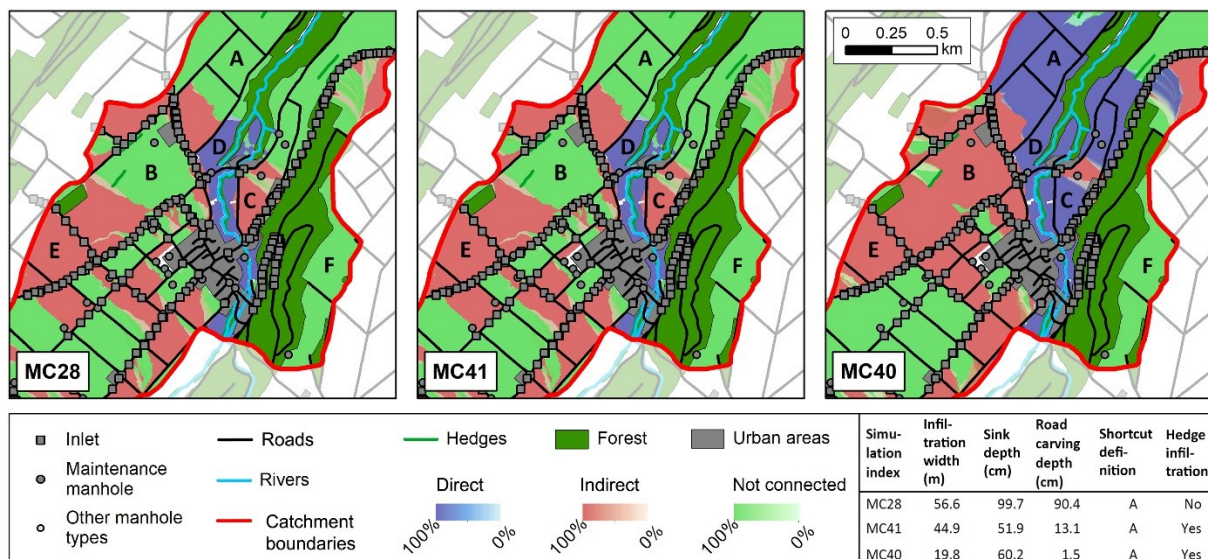 A
B
C
D
E
F
MC28
A
B
C
D
E
F
MC41
0 0.25 0.5
km
A
B
C
D
E
F
MC40
Inlet
Maintenance
manhole
Other manhole
types
Roads
Rivers
Catchment
boundaries
Hedges
Forest
Urban areas
Direct
100% 0%
Indirect
100% 0%
Not connected
100% 0%
Simu-
lation
index
Infil-
tration
width
(m)
Sink
depth
(cm)
Road
carving
depth
(cm)
Shortcut
defi-
nition
Hedge
infil-
tration
MC28 56.6 99.7 90.4 A No
MC41 44.9 51.9 13.1 A Yes
MC40 19.8 60.2 1.5 A Yes